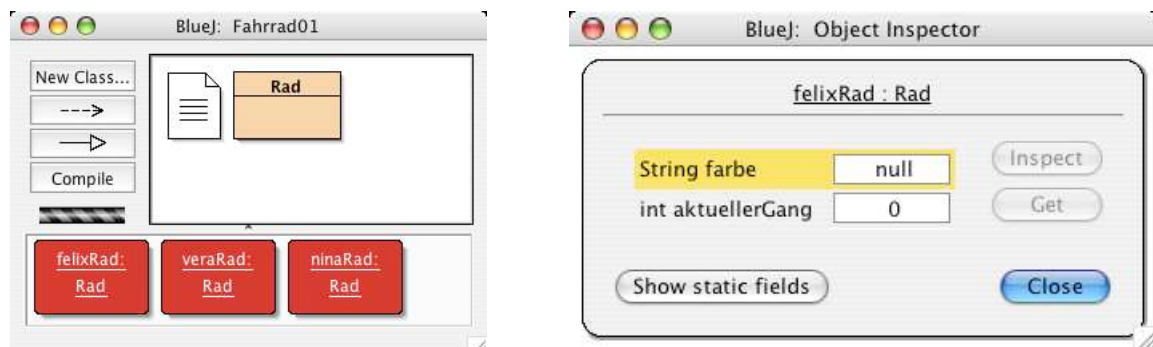 BlueJ: Fahrrad01
New Class...
Compile
Rad
felixRad:
Rad
veraRad:
Rad
ninaRad:
Rad
BlueJ: Object Inspector
felixRad : Rad
String farbe null
int aktuellerGang 0
Inspect
Get
Show static fields
Close